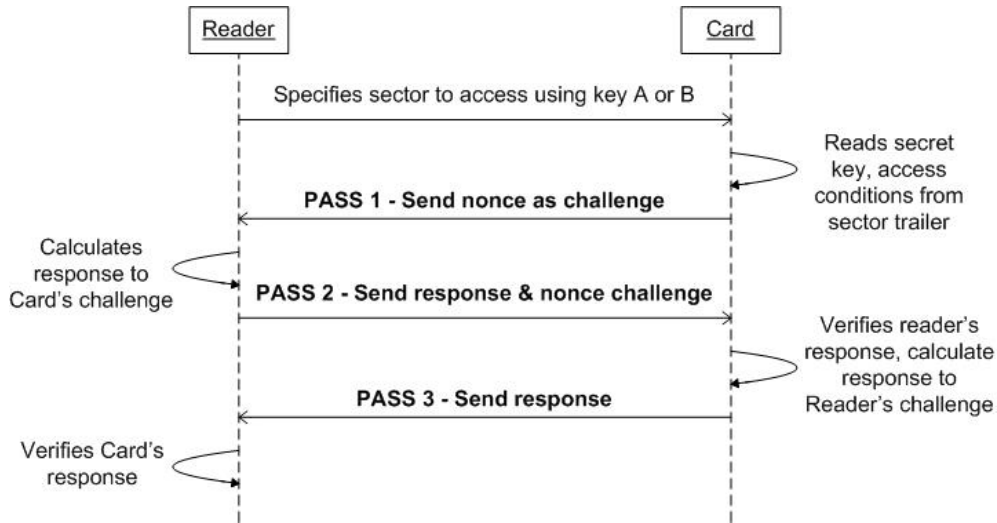 Reader
Card
Specifies sector to access using key A or B
Reads secret
key, access
conditions from
sector trailer
PASS 1 - Send nonce as challenge
Calculates
response to
Card's challenge
PASS 2 - Send response & nonce challenge
Verifies reader's
response, calculate
response to
Reader's challenge
PASS 3 - Send response
Verifies Card's
response